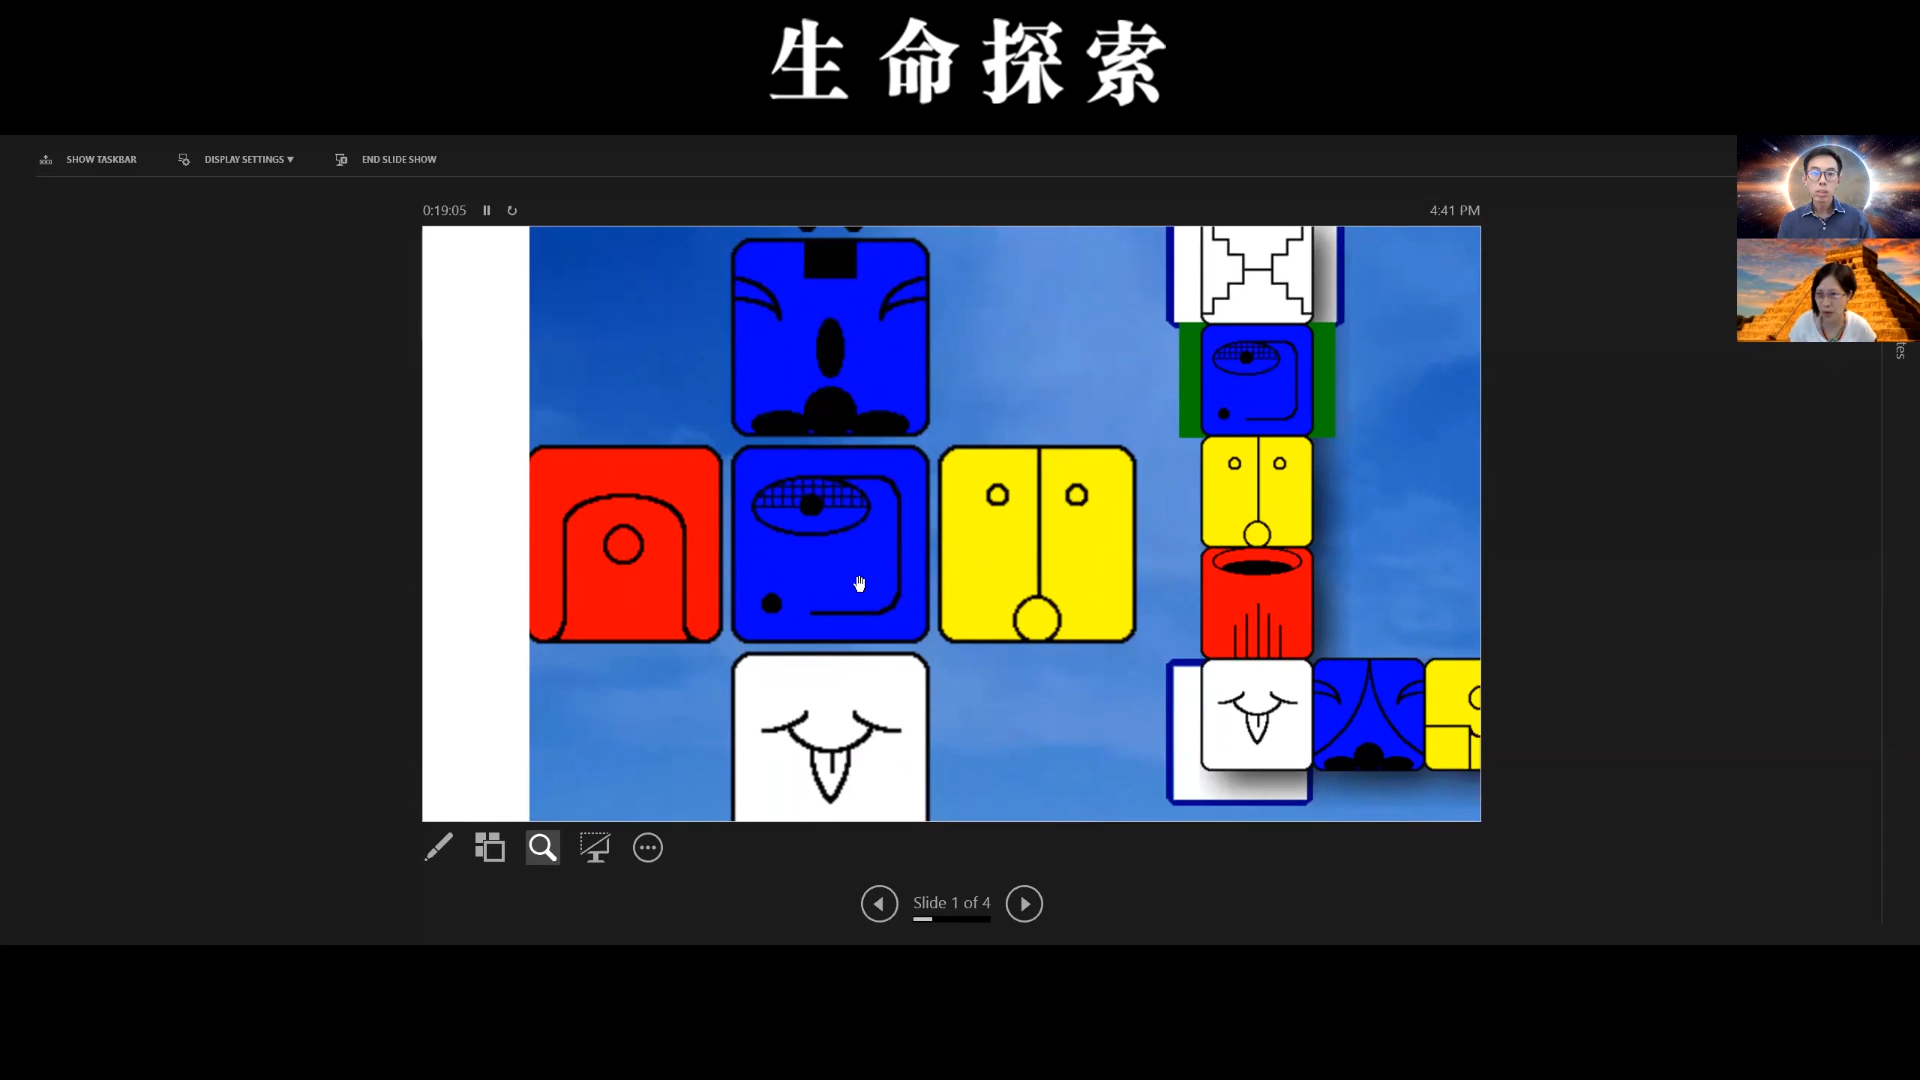 生命探索
SHOW TASKBAR
DISPLAY SETTINGS ▼
END SLIDE SHOW
0:19:05
4:41 PM
tes
Slide 1 of 4